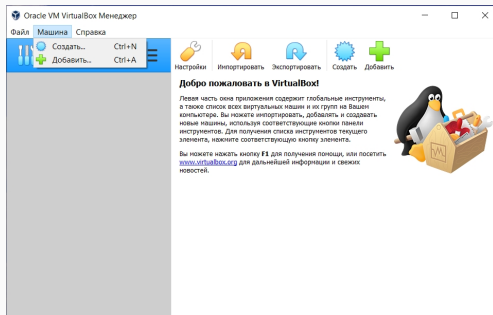 Oracle VM VirtualBox Менеджер
Файл Машина Справка
Создать... Ctrl+N
Добавить... Ctrl+A
Настройки Импортировать Экспортировать Создать Добавить
Добро пожаловать в VirtualBox!
Левая часть окна приложения содержит глобальные инструменты,
а также список всех виртуальных машин и их групп на Вашем
компьютере. Вы можете импортировать, добавлять и создавать
новые машины, используя соответствующие кнопки панели
инструментов. Для получения списка инструментов текущего
элемента, нажмите соответствующую кнопку элемента.
Вы можете нажать кнопку F1 для получения помощи, или посетить
www.virtualbox.org для дальнейшей информации и свежих
новостей.